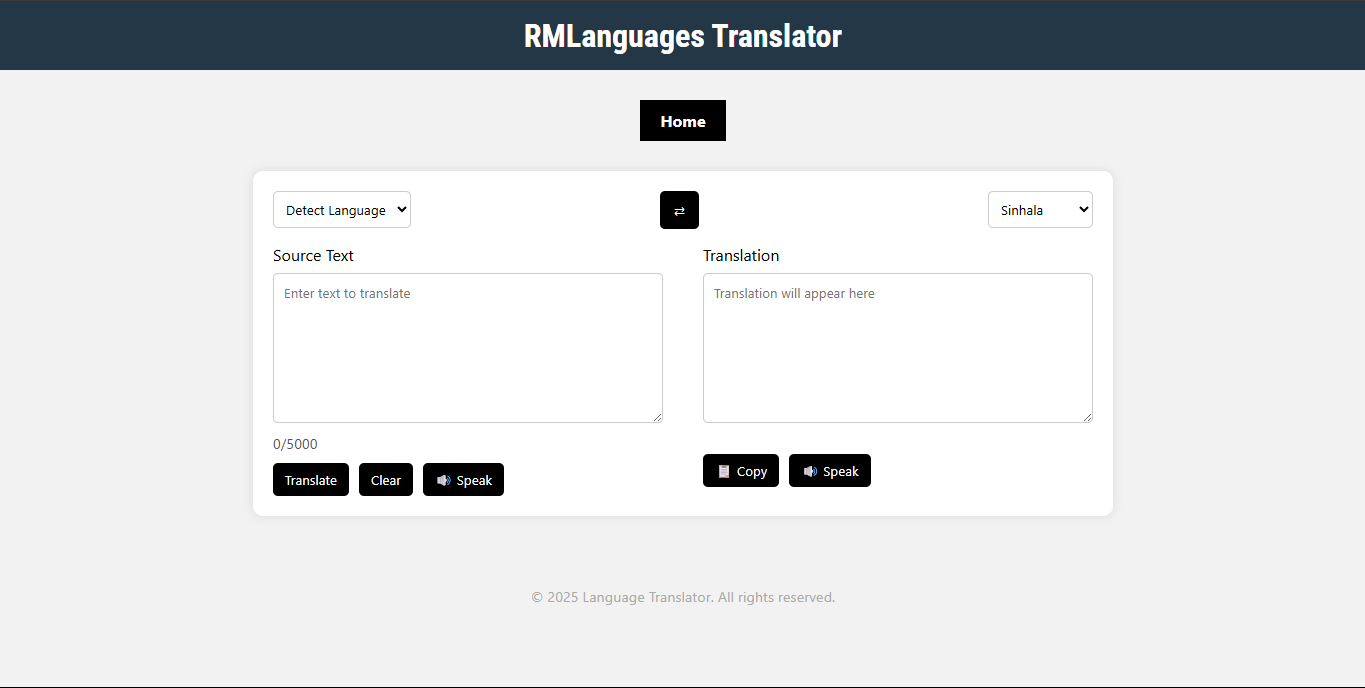 RMLanguages Translator
Home
Detect Language
⇄
Sinhala
Source Text
Translation
Enter text to translate
Translation will appear here
0/5000
Translate
Clear
🔊 Speak
📋 Copy
🔊 Speak
© 2025 Language Translator. All rights reserved.